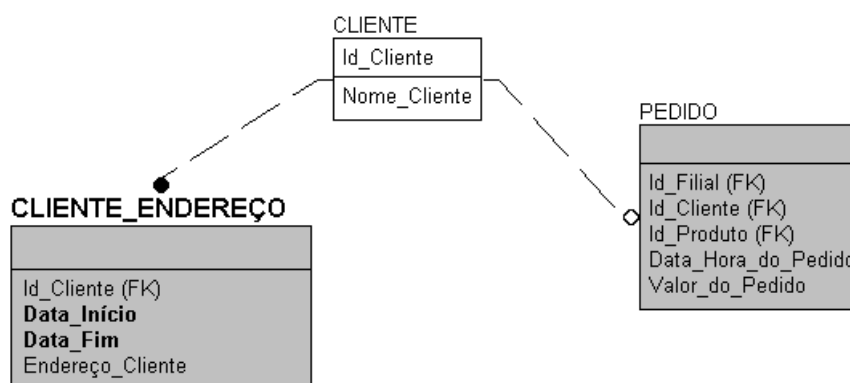 CLIENTE
Id_Cliente
Nome_Cliente
PEDIDO
Id_Filial (FK)
Id_Cliente (FK)
Id_Produto (FK)
Data_Hora_do_Pedido
Valor_do_Pedido
CLIENTE_ENDEREÇO
Id_Cliente (FK)
Data_Início
Data_Fim
Endereço_Cliente